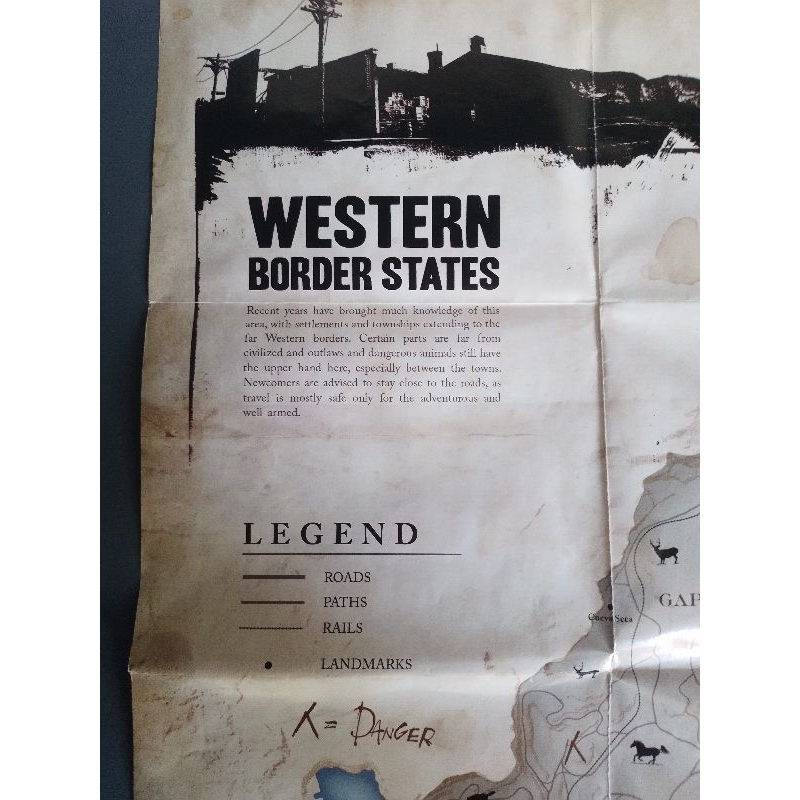 WESTERN
BORDER STATES
Recent years have brought much knowledge of this
area, with settlements and townships extending to the
far Western borders. Certain parts are far from
civilized and outlaws and dangerous animals still have
the upper hand here, especially between the towns.
Newcomers are advised to stay close to the roads, as
travel is mostly safe only for the adventurous and
well armed.
LEGEND
ROADS
PATHS
RAILS
LANDMARKS
X = DANGER
Cueva Seca
GAP
X